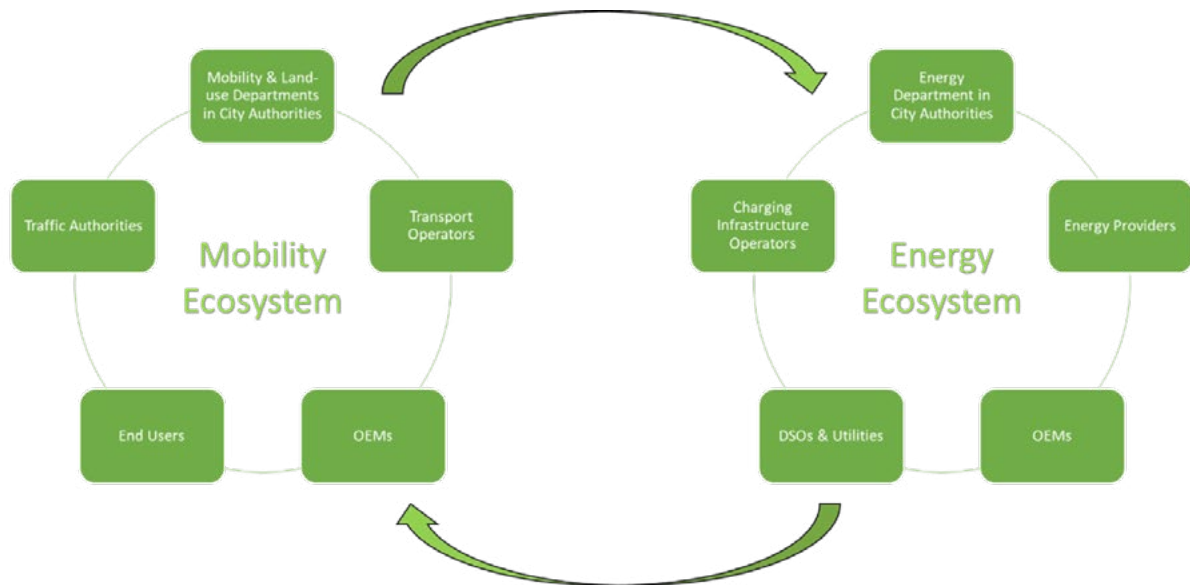 Mobility & Land-
use Departments
in City Authorities
Traffic Authorities
Transport
Operators
Mobility
Ecosystem
End Users
OEMs
Energy
Department in
City Authorities
Charging
Infrastructure
Operators
Energy Providers
Energy
Ecosystem
DSOs & Utilities
OEMs